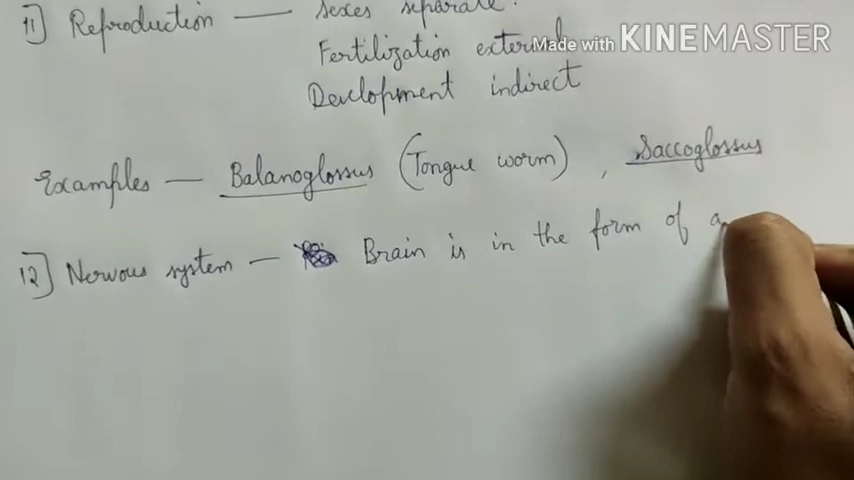 11] Reproduction — Sexes separate.
Fertilization external
Made with KINEMASTER
Development indirect
Examples — Balanoglossus (Tongue worm) , Saccoglossus
12] Nervous system — Brain is in the form of a